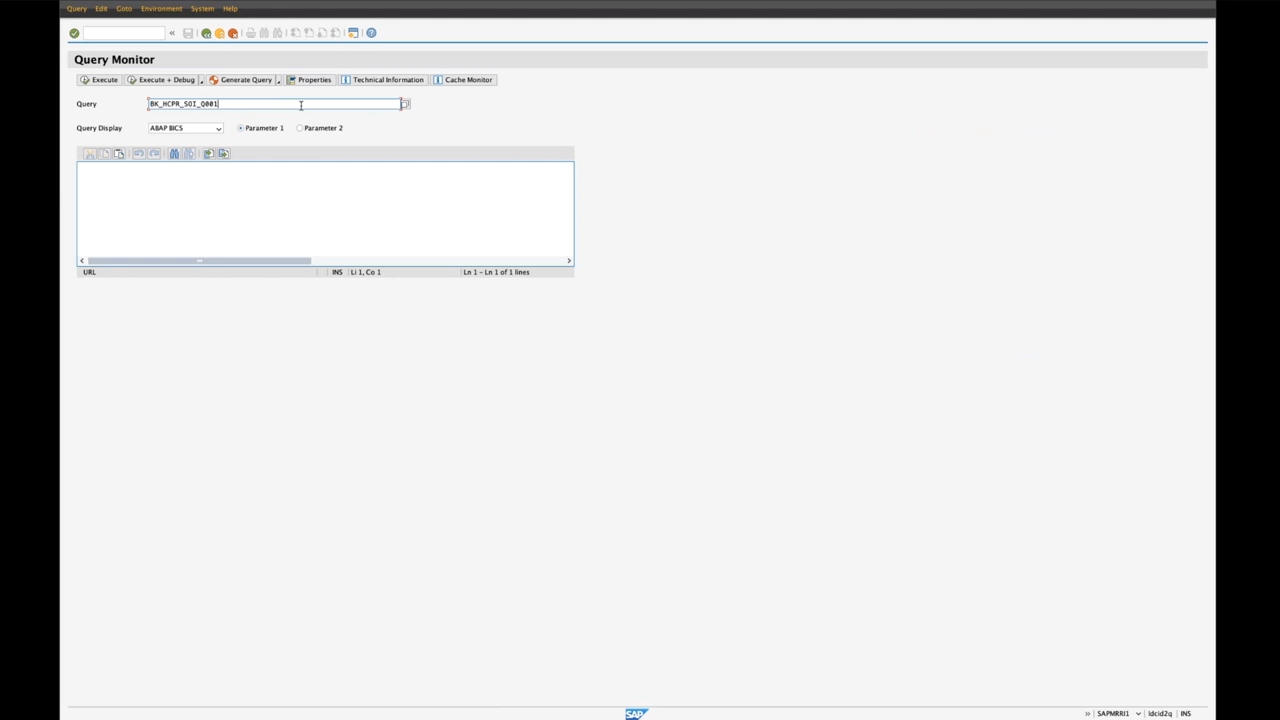 Query Edit Goto Environment System Help
Query Monitor
Execute Execute + Debug Generate Query Properties Technical Information Cache Monitor
Query BK_HCPR_SOI_Q001
Query Display ABAP BICS Parameter 1 Parameter 2
URL INS Li 1, Co 1 Ln 1 - Ln 1 of 1 lines
SAP SAPMRRI1 ldcid2q INS